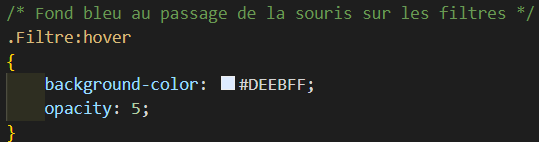 /* Fond bleu au passage de la souris sur les filtres */
.Filtre:hover
{
    background-color: #DEEBFF;
    opacity: 5;
}